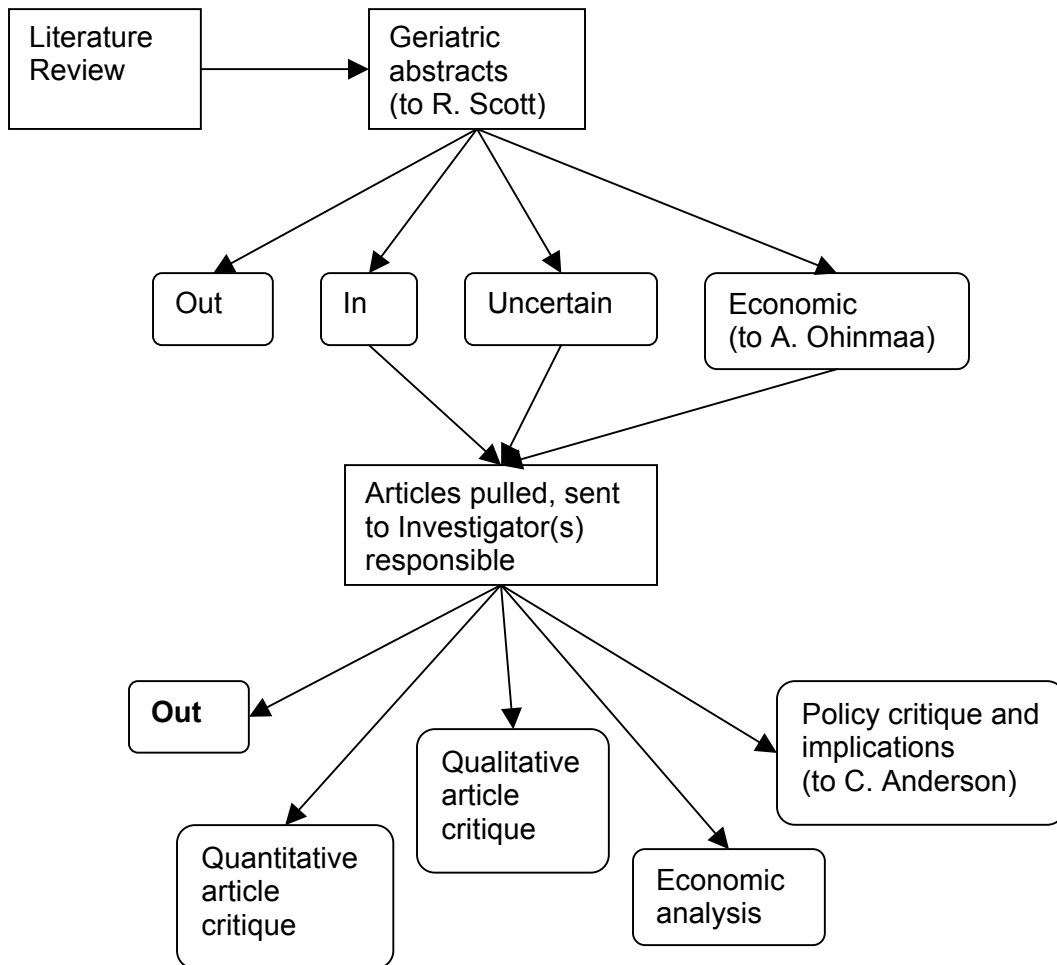 Literature
Review
Geriatric
abstracts
(to R. Scott)
Out
In
Uncertain
Economic
(to A. Ohinmaa)
Articles pulled, sent
to Investigator(s)
responsible
Out
Qualitative
article
critique
Policy critique and
implications
(to C. Anderson)
Quantitative
article
critique
Economic
analysis